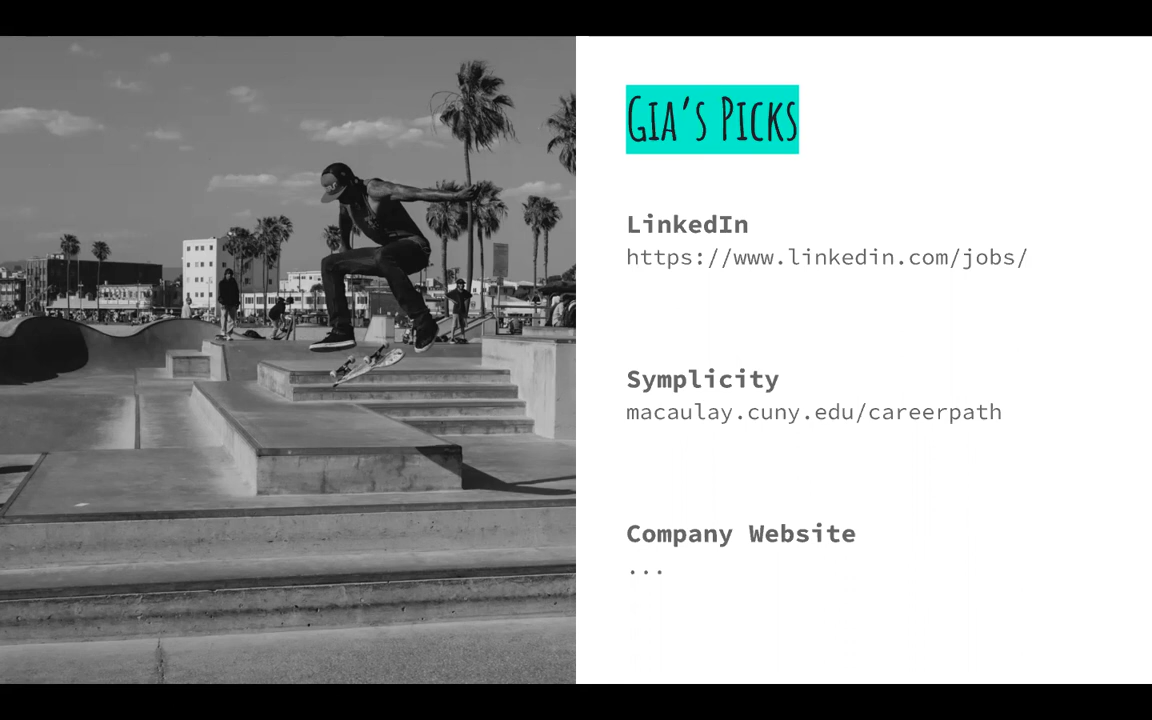 Gia's Picks
LinkedIn
https://www.linkedin.com/jobs/
Symplicity
macaulay.cuny.edu/careerpath
Company Website
...